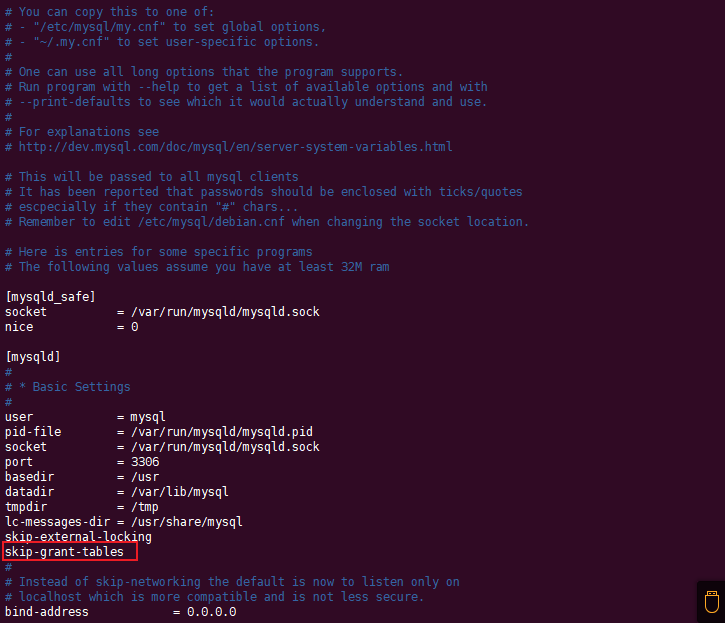 # You can copy this to one of:
# - "/etc/mysql/my.cnf" to set global options,
# - "~/.my.cnf" to set user-specific options.
#
# One can use all long options that the program supports.
# Run program with --help to get a list of available options and with
# --print-defaults to see which it would actually understand and use.
#
# For explanations see
# http://dev.mysql.com/doc/mysql/en/server-system-variables.html

# This will be passed to all mysql clients
# It has been reported that passwords should be enclosed with ticks/quotes
# escpecially if they contain "#" chars...
# Remember to edit /etc/mysql/debian.cnf when changing the socket location.

# Here is entries for some specific programs
# The following values assume you have at least 32M ram

[mysqld_safe]
socket          = /var/run/mysqld/mysqld.sock
nice            = 0

[mysqld]
#
# * Basic Settings
#
user            = mysql
pid-file        = /var/run/mysqld/mysqld.pid
socket          = /var/run/mysqld/mysqld.sock
port            = 3306
basedir         = /usr
datadir         = /var/lib/mysql
tmpdir          = /tmp
lc-messages-dir = /usr/share/mysql
skip-external-locking
skip-grant-tables
#
# Instead of skip-networking the default is now to listen only on
# localhost which is more compatible and is not less secure.
bind-address            = 0.0.0.0